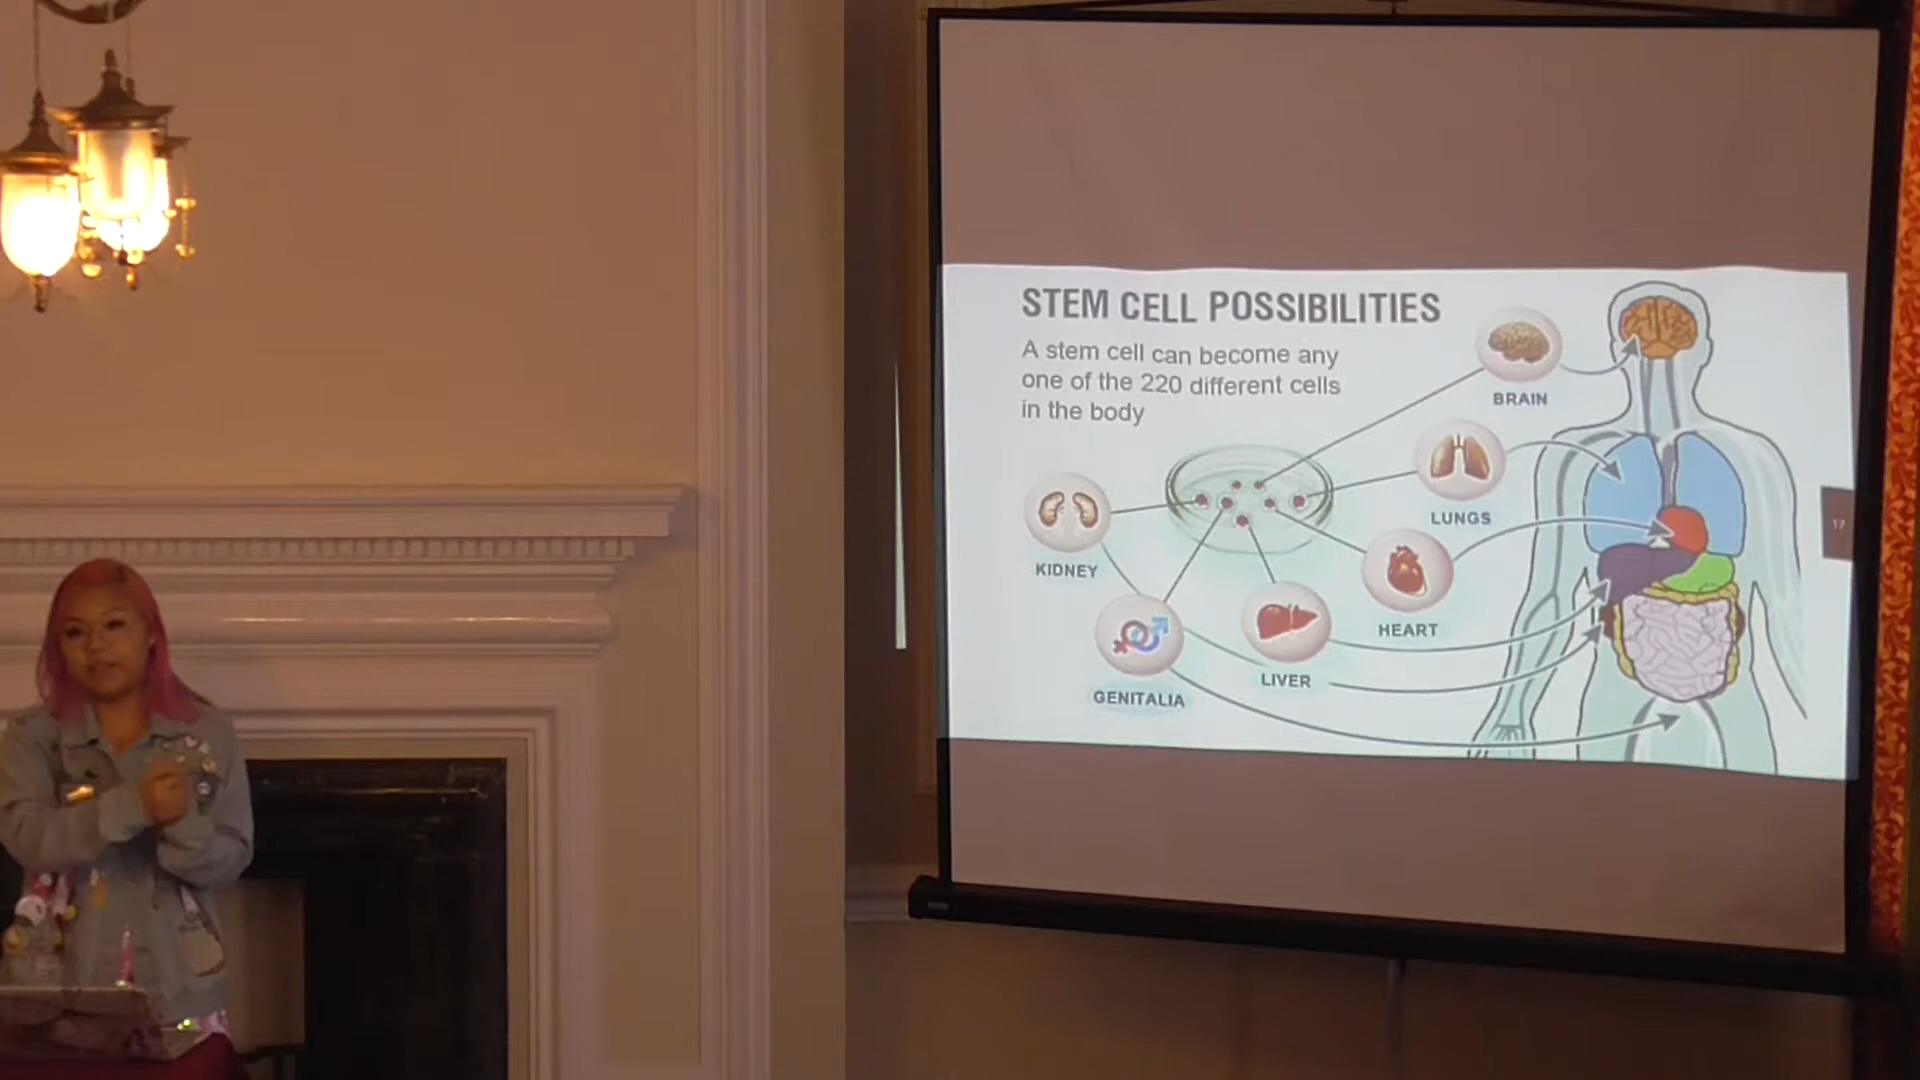 STEM CELL POSSIBILITIES
A stem cell can become any
one of the 220 different cells
in the body
BRAIN
LUNGS
KIDNEY
HEART
LIVER
GENITALIA
17